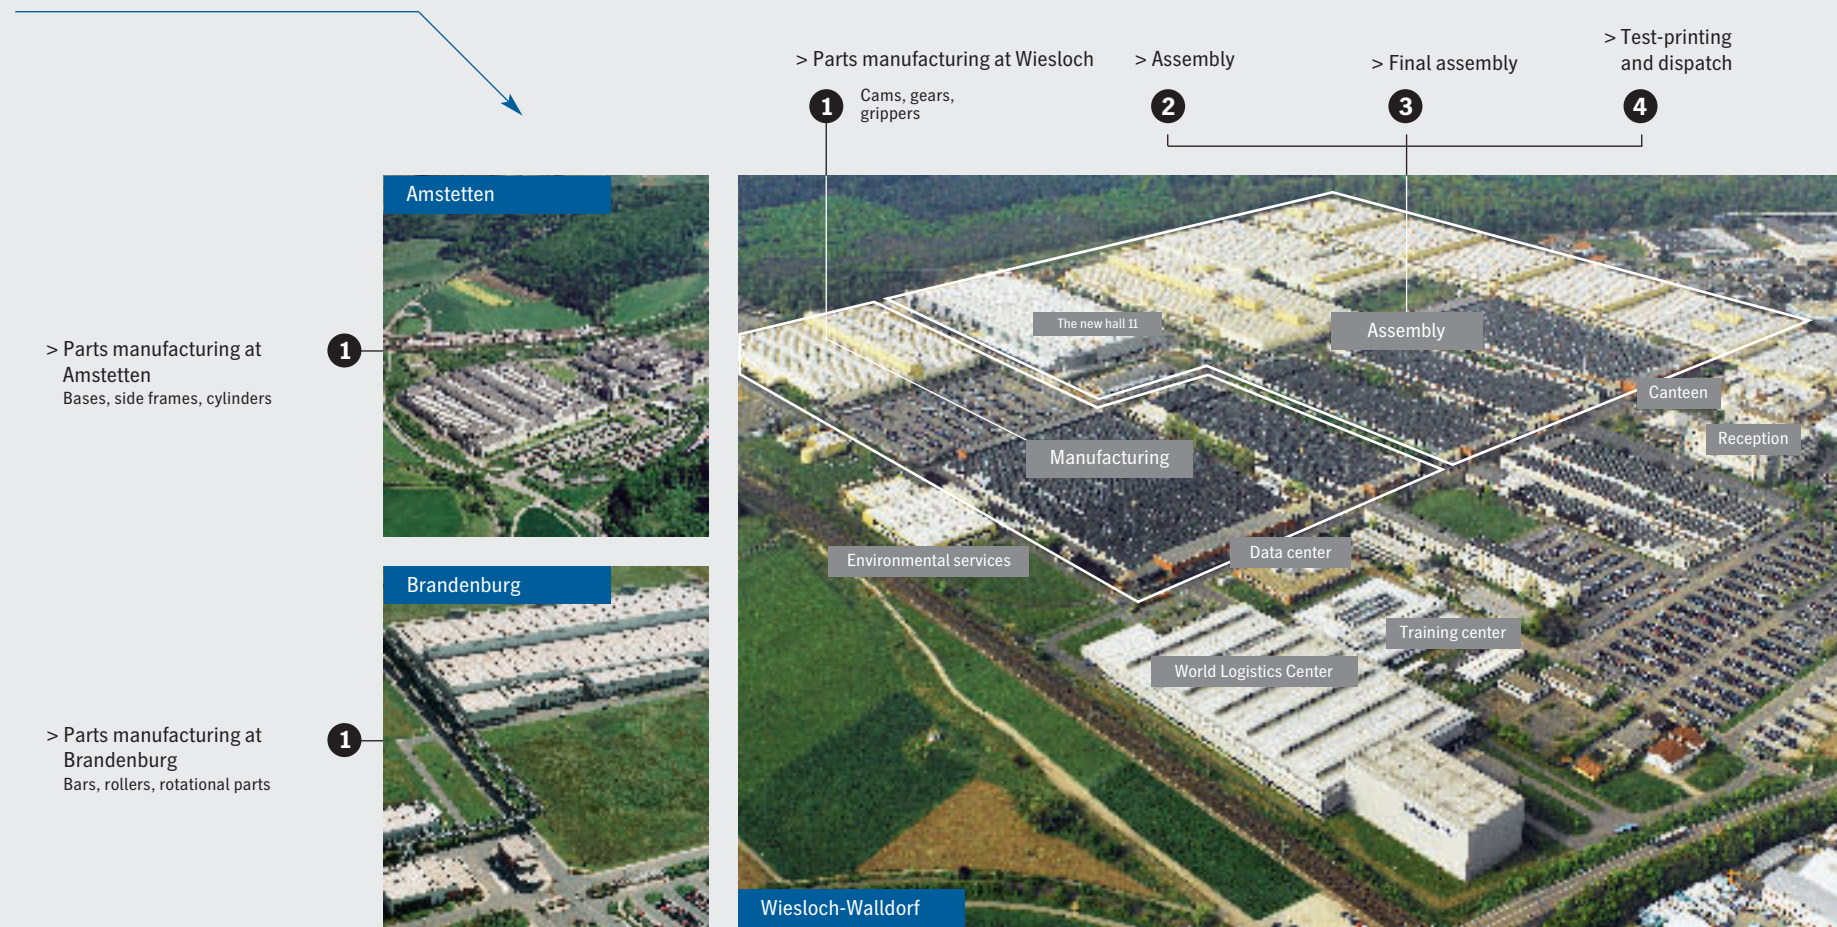 > Parts manufacturing at Wiesloch
1
Cams, gears,
grippers
> Assembly
2
> Final assembly
3
> Test-printing
and dispatch
4
Amstetten
> Parts manufacturing at
Amstetten
Bases, side frames, cylinders
1
Brandenburg
> Parts manufacturing at
Brandenburg
Bars, rollers, rotational parts
1
The new hall 11
Assembly
Canteen
Reception
Manufacturing
Environmental services
Data center
Training center
World Logistics Center
Wiesloch-Walldorf